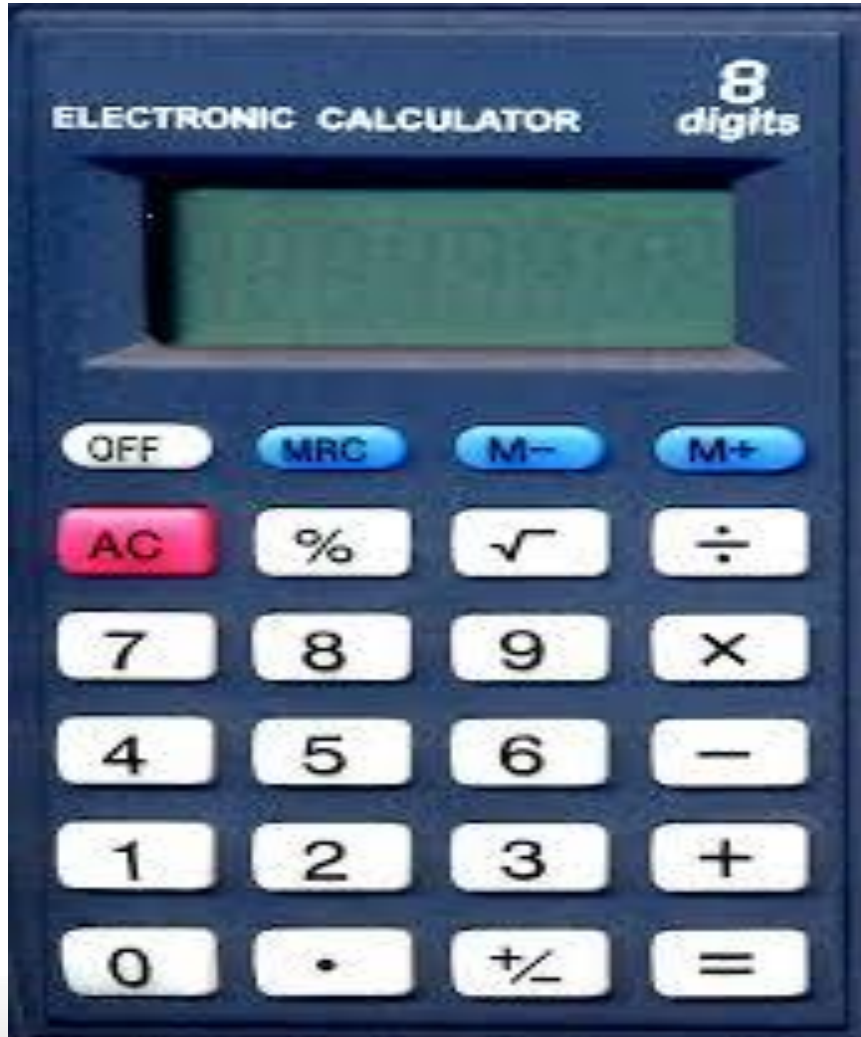 8
ELECTRONIC CALCULATOR digits
OFF MRC M− M+
AC % √ ÷
7 8 9 ×
4 5 6 −
1 2 3 +
0 . +/− =